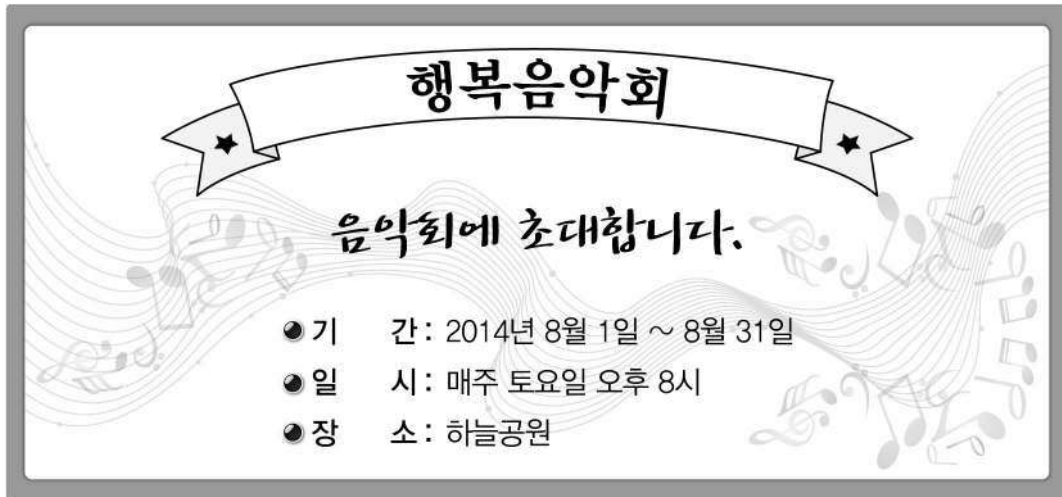 행복음악회
음악회에 초대합니다.
기 간 : 2014년 8월 1일 ~ 8월 31일
일 시 : 매주 토요일 오후 8시
장 소 : 하늘공원